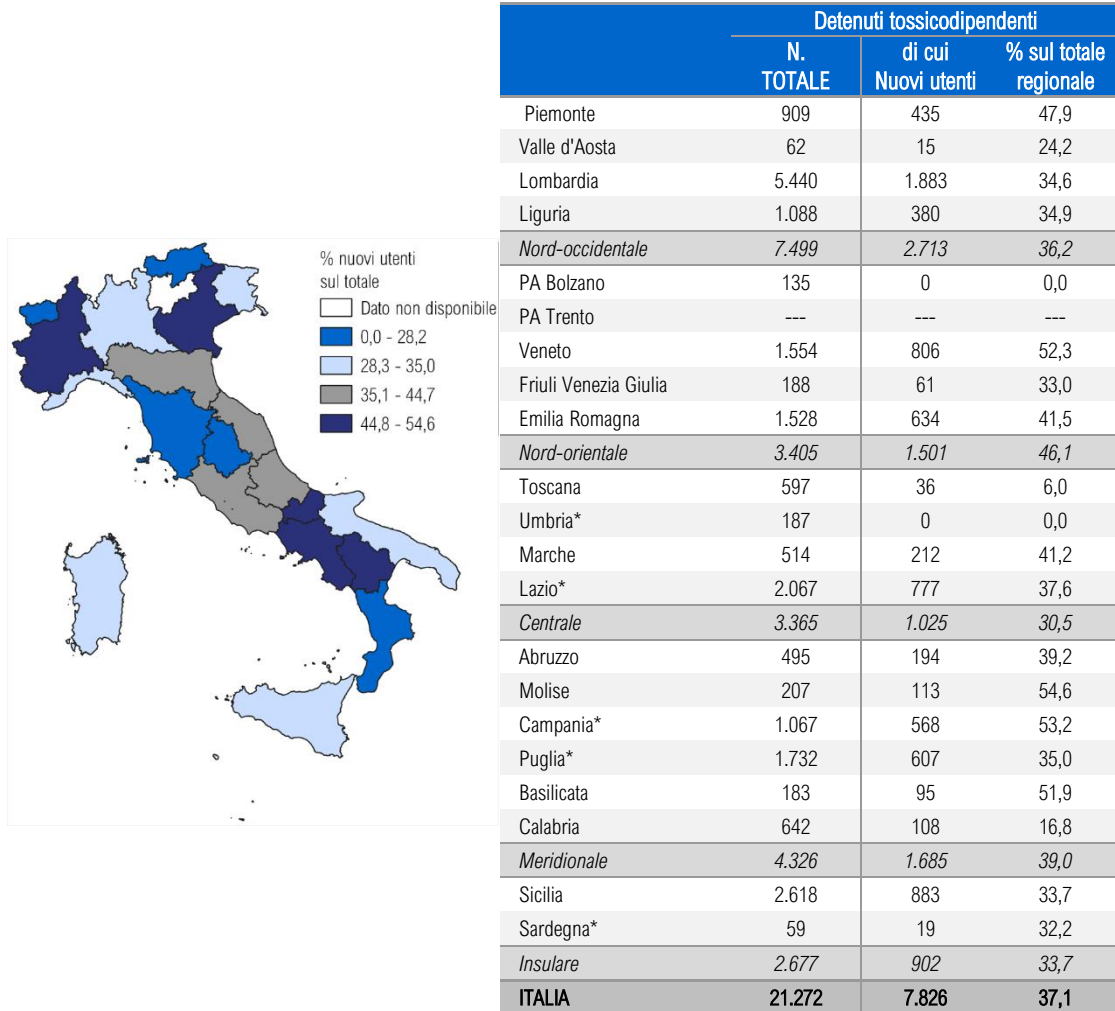 % nuovi utenti
sul totale
Dato non disponibile
0,0 - 28,2
28,3 - 35,0
35,1 - 44,7
44,8 - 54,6
Detenuti tossicodipendenti
N. TOTALE di cui Nuovi utenti % sul totale regionale
Piemonte 909 435 47,9
Valle d'Aosta 62 15 24,2
Lombardia 5.440 1.883 34,6
Liguria 1.088 380 34,9
Nord-occidentale 7.499 2.713 36,2
PA Bolzano 135 0 0,0
PA Trento --- --- ---
Veneto 1.554 806 52,3
Friuli Venezia Giulia 188 61 33,0
Emilia Romagna 1.528 634 41,5
Nord-orientale 3.405 1.501 46,1
Toscana 597 36 6,0
Umbria* 187 0 0,0
Marche 514 212 41,2
Lazio* 2.067 777 37,6
Centrale 3.365 1.025 30,5
Abruzzo 495 194 39,2
Molise 207 113 54,6
Campania* 1.067 568 53,2
Puglia* 1.732 607 35,0
Basilicata 183 95 51,9
Calabria 642 108 16,8
Meridionale 4.326 1.685 39,0
Sicilia 2.618 883 33,7
Sardegna* 59 19 32,2
Insulare 2.677 902 33,7
ITALIA 21.272 7.826 37,1